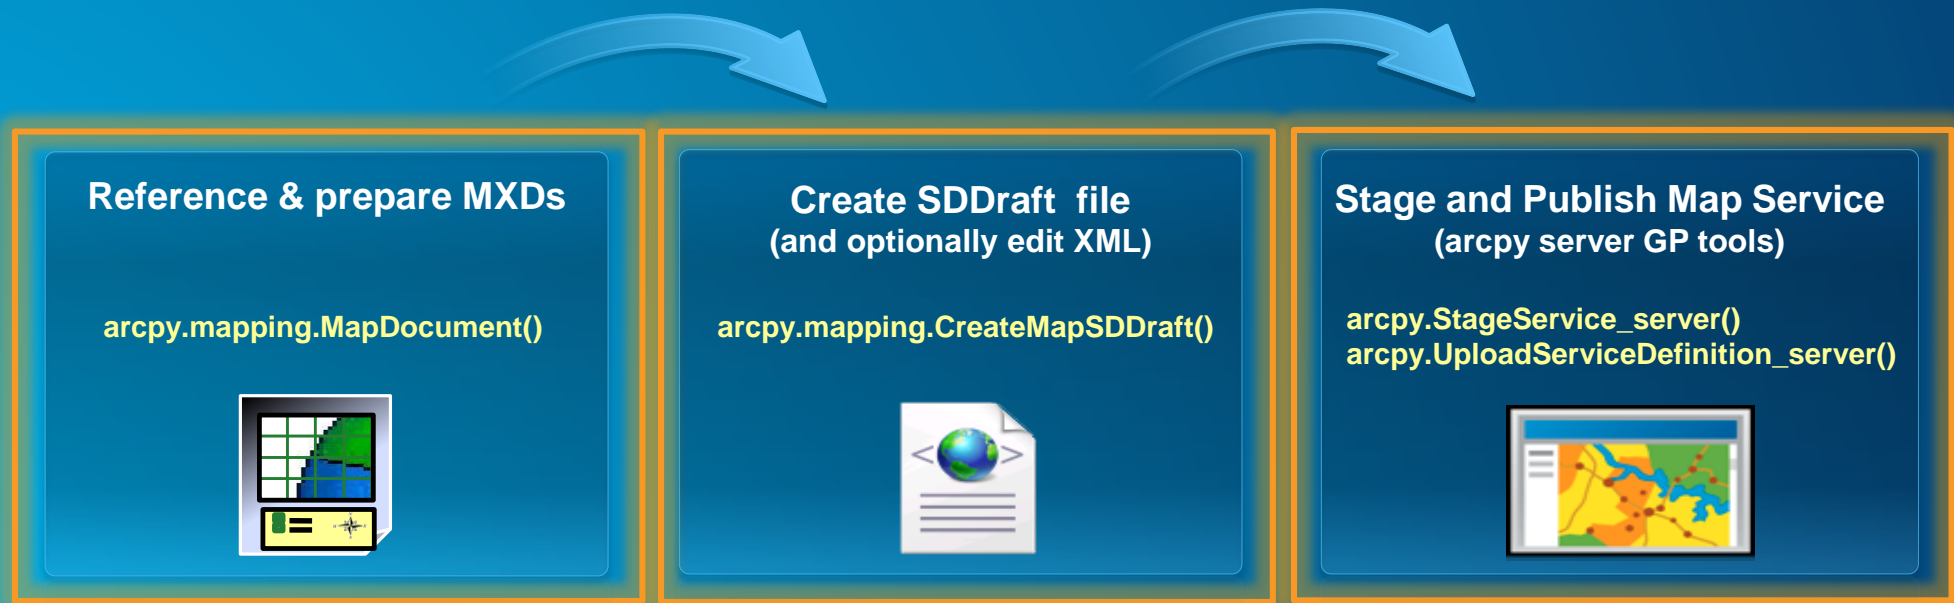 Reference & prepare MXDs
arcpy.mapping.MapDocument()
Create SDDraft  file
(and optionally edit XML)
arcpy.mapping.CreateMapSDDraft()
Stage and Publish Map Service
(arcpy server GP tools)
arcpy.StageService_server()
arcpy.UploadServiceDefinition_server()